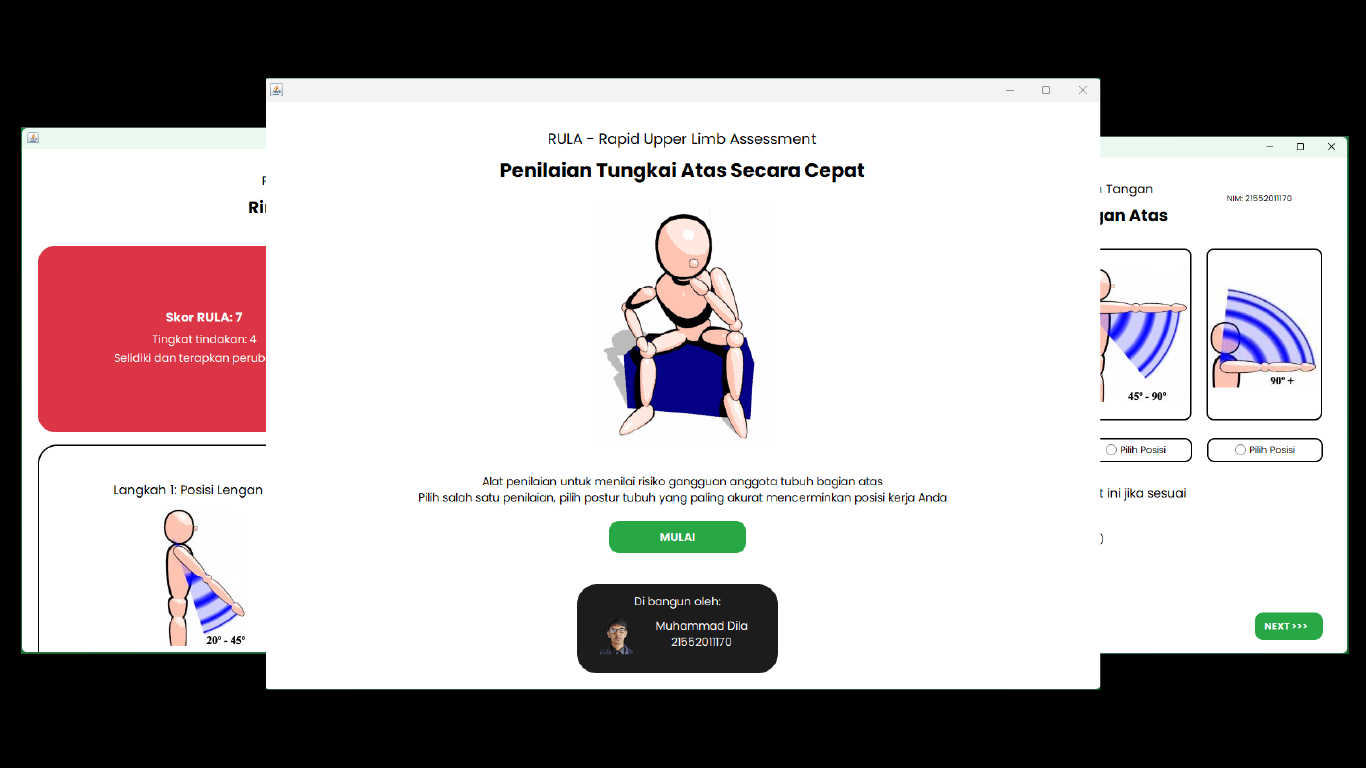 RULA - Rapid Upper Limb Assessment
Penilaian Tungkai Atas Secara Cepat
Alat penilaian untuk menilai risiko gangguan anggota tubuh bagian atas
Pilih salah satu penilaian, pilih postur tubuh yang paling akurat mencerminkan posisi kerja Anda
MULAI
Di bangun oleh:
Muhammad Dila
21552011170
Skor RULA: 7
Tingkat tindakan: 4
Selidiki dan terapkan
Langkah 1: Posisi Lengan
20° - 45°
Tangan
NIM: 21552011170
Atas
45° - 90°
90° +
Pilih Posisi
Pilih Posisi
ini jika sesuai
NEXT >>>